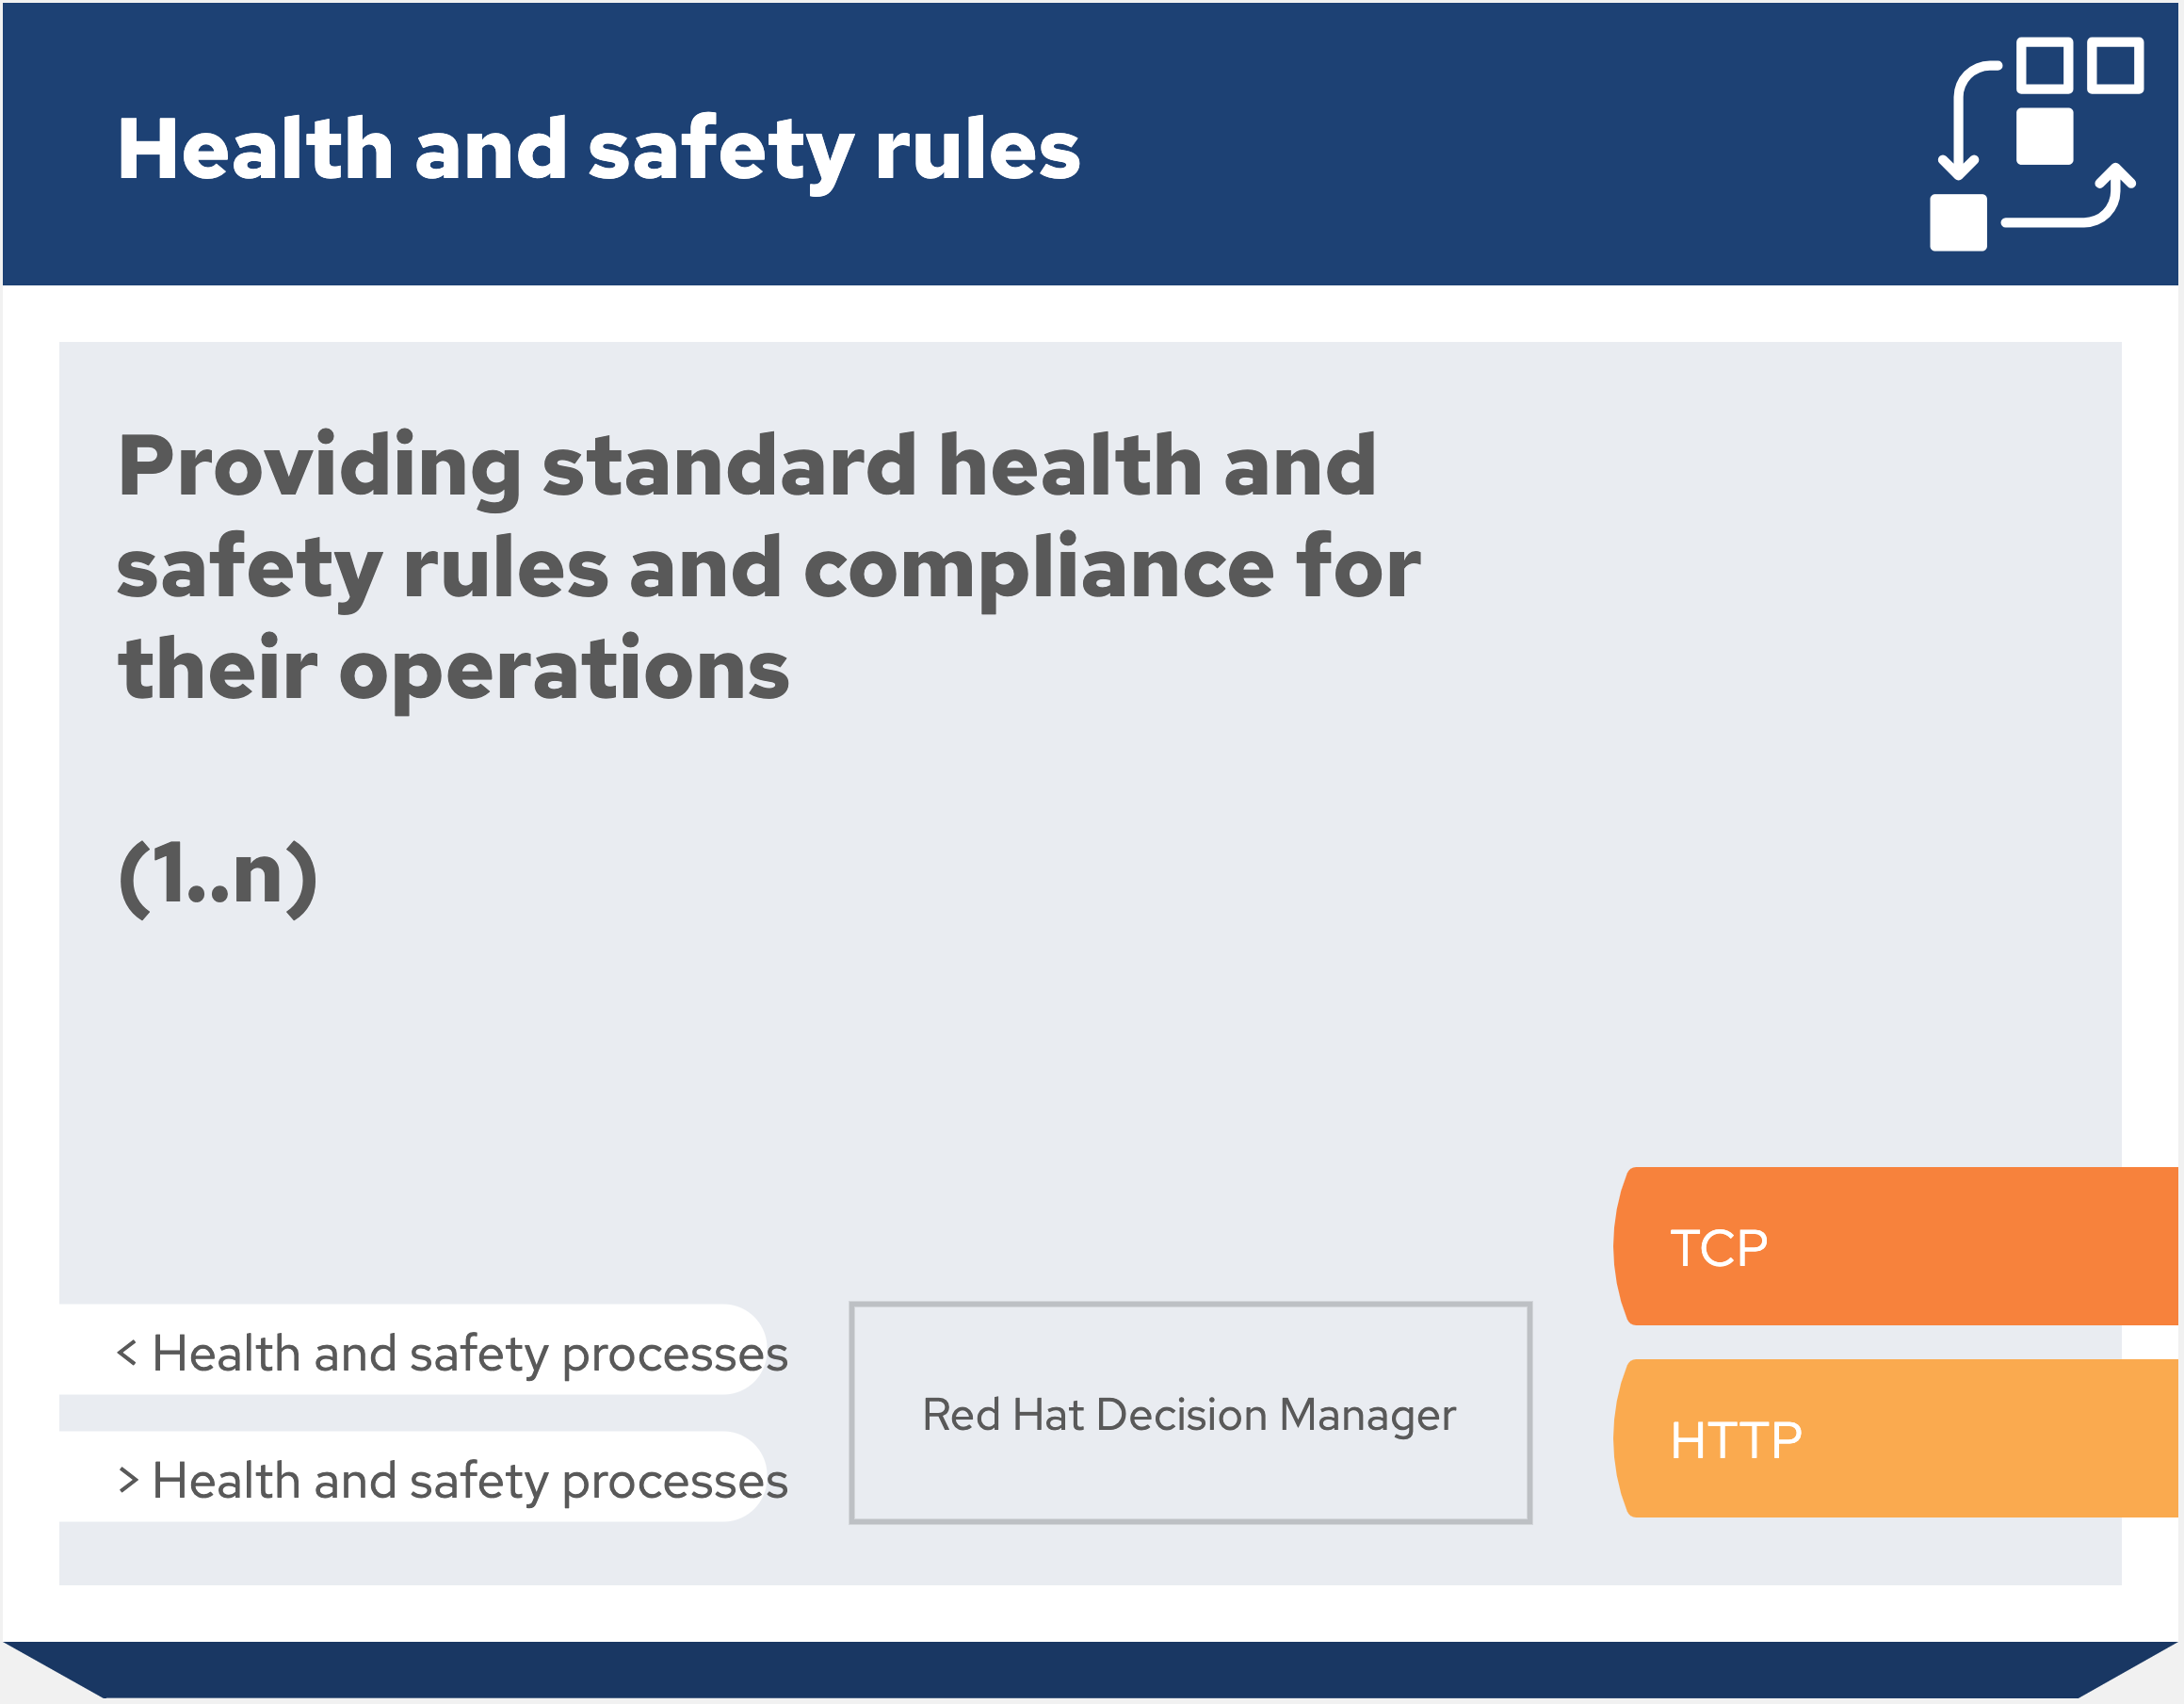 Health and safety rules
Providing standard health and
safety rules and compliance for
their operations
(1..n)
TCP
< Health and safety processes
Red Hat Decision Manager
HTTP
> Health and safety processes